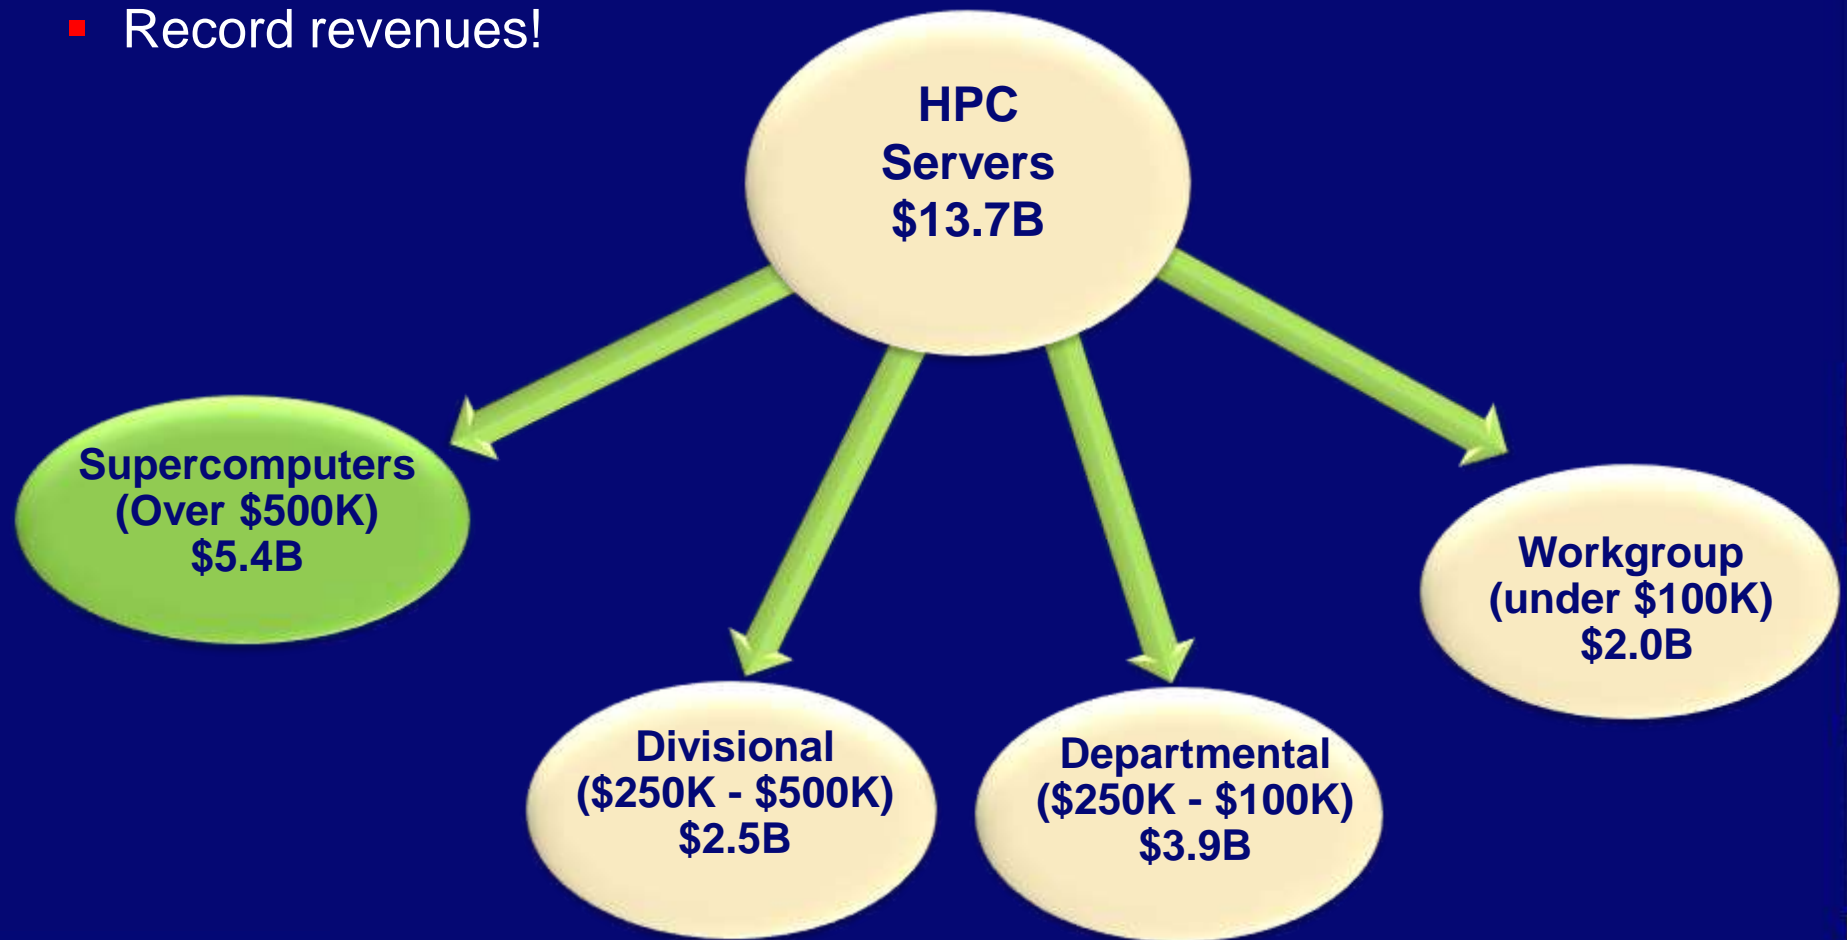 Record revenues!
HPC
Servers
$13.7B
Supercomputers
(Over $500K)
$5.4B
Divisional
($250K - $500K)
$2.5B
Departmental
($250K - $100K)
$3.9B
Workgroup
(under $100K)
$2.0B